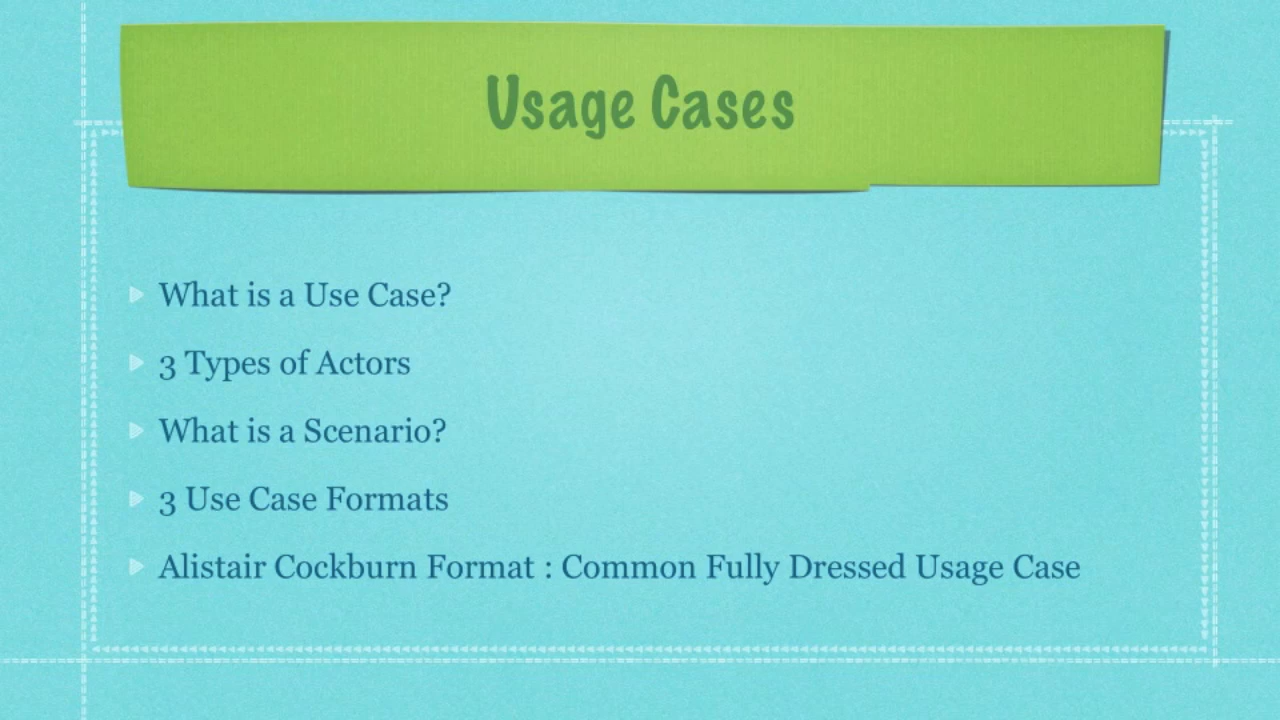 Usage Cases
What is a Use Case?
3 Types of Actors
What is a Scenario?
3 Use Case Formats
Alistair Cockburn Format : Common Fully Dressed Usage Case